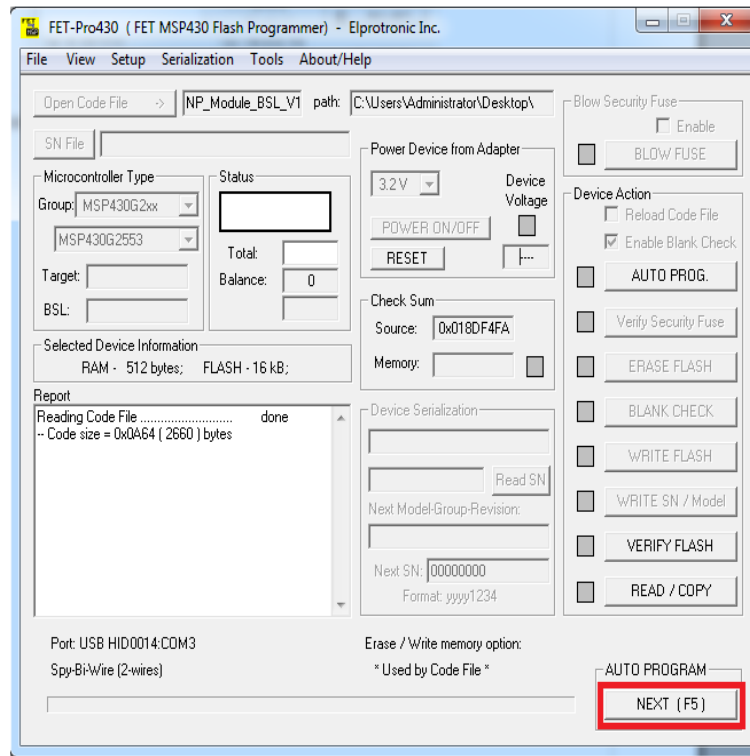 FET-Pro430 ( FET MSP430 Flash Programmer) - Elprotronic Inc.
File View Setup Serialization Tools About/Help
Open Code File -> NP_Module_BSL_V1 path: C:\Users\Administrator\Desktop\
SN File
Microcontroller Type
Group: MSP430G2xx
MSP430G2553
Target:
BSL:
Status
Total:
Balance: 0
Selected Device Information
RAM - 512 bytes; FLASH - 16 kB;
Report
Reading Code File .......................... done
-- Code size = 0x0A64 ( 2660 ) bytes
Power Device from Adapter
3.2 V
Device
Voltage
POWER ON/OFF
RESET
Check Sum
Source: 0x018DF4FA
Memory:
Device Serialization
Read SN
Next Model-Group-Revision:
Next SN: 00000000
Format: yyyy1234
Blow Security Fuse
Enable
BLOW FUSE
Device Action
Reload Code File
Enable Blank Check
AUTO PROG.
Verify Security Fuse
ERASE FLASH
BLANK CHECK
WRITE FLASH
WRITE SN / Model
VERIFY FLASH
READ / COPY
Port: USB HID0014:COM3
Spy-Bi-Wire (2-wires)
Erase / Write memory option:
* Used by Code File *
AUTO PROGRAM
NEXT (F5)